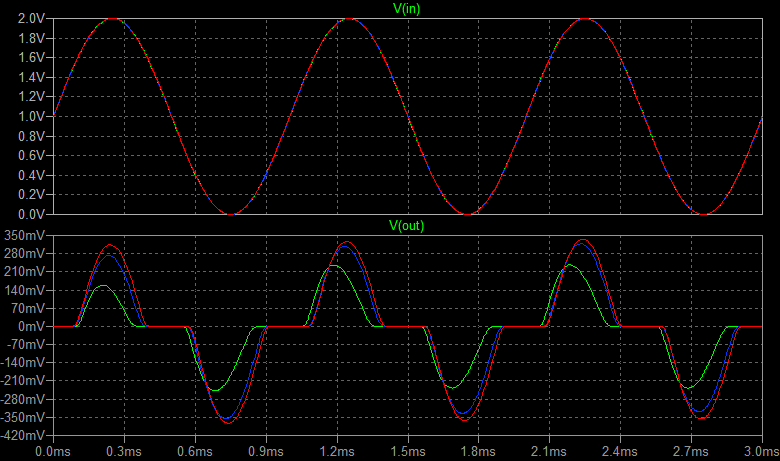 V(in)
2.0V
1.8V
1.6V
1.4V
1.2V
1.0V
0.8V
0.6V
0.4V
0.2V
0.0V
V(out)
350mV
280mV
210mV
140mV
70mV
0mV
-70mV
-140mV
-210mV
-280mV
-350mV
-420mV
0.0ms 0.3ms 0.6ms 0.9ms 1.2ms 1.5ms 1.8ms 2.1ms 2.4ms 2.7ms 3.0ms